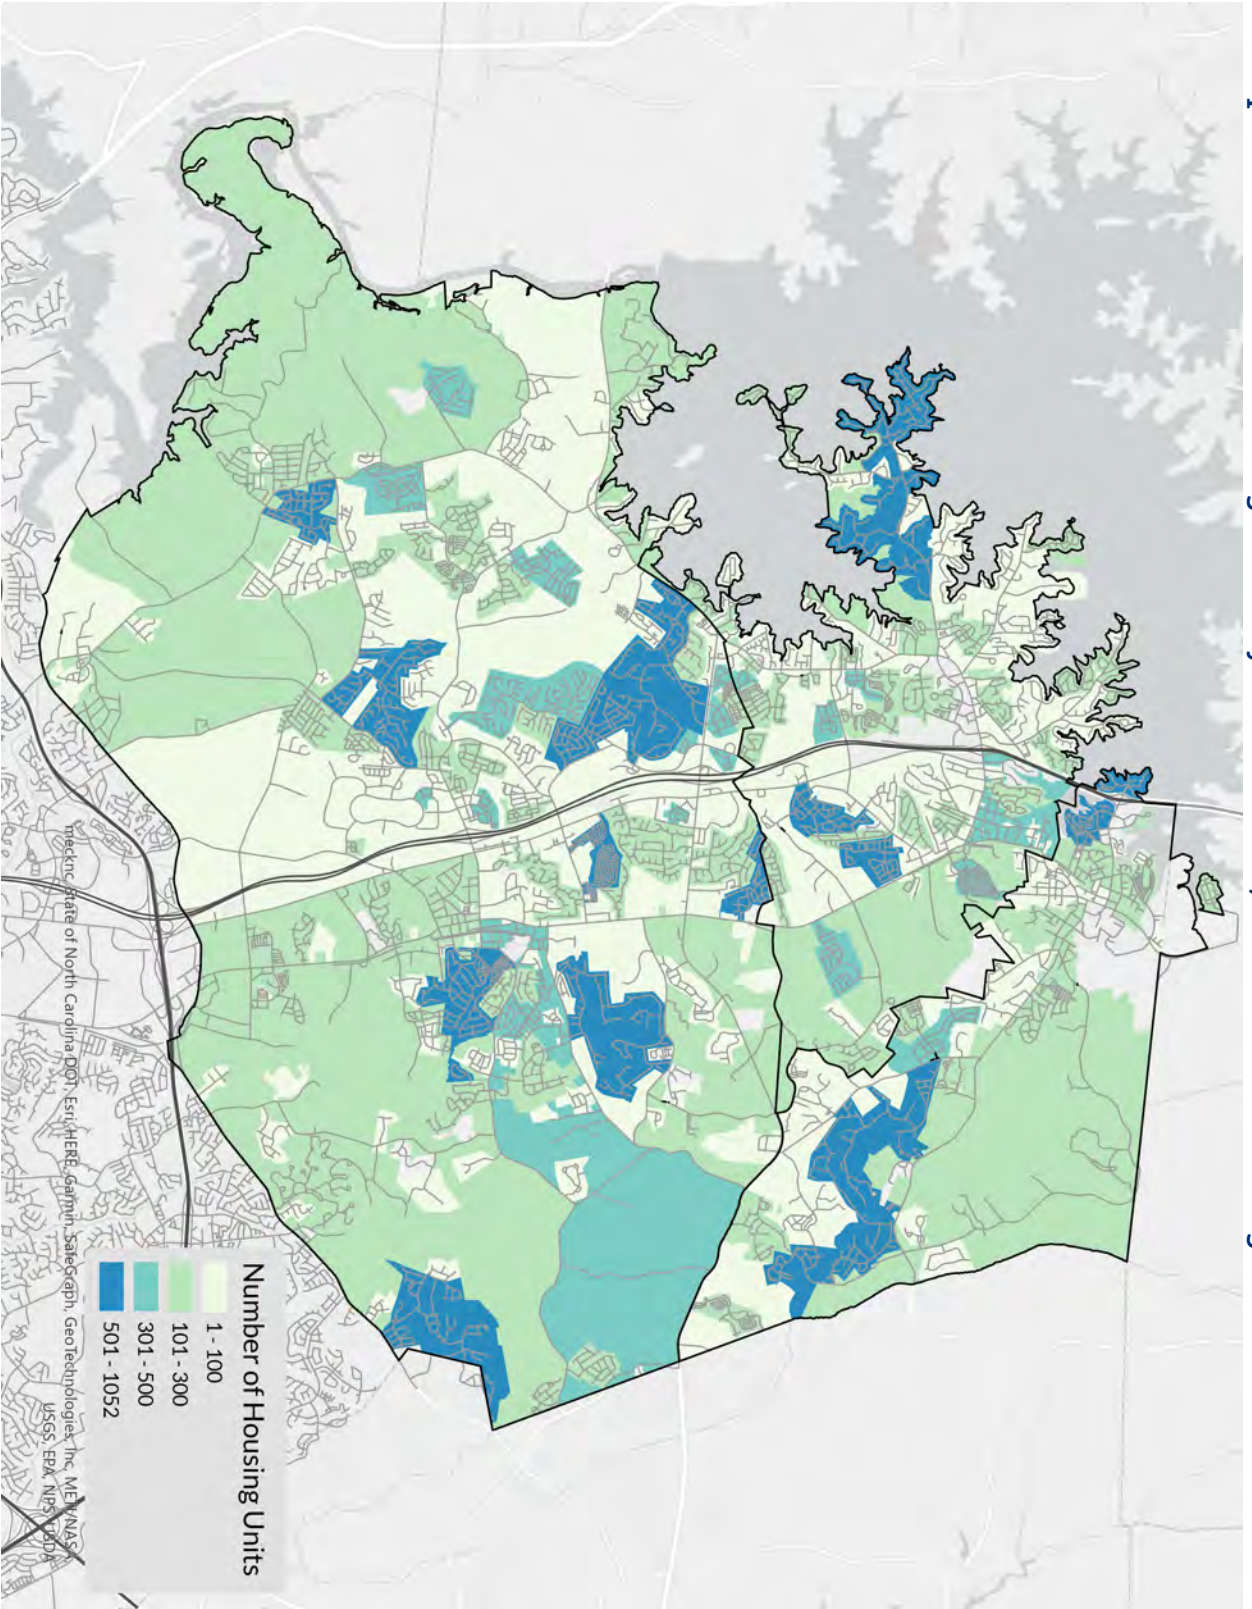 Number of Housing Units
1 - 100
101 - 300
301 - 500
501 - 1052
mecknc, State of North Carolina DOT, Esri, HERE, Garmin, SafeGraph, GeoTechnologies, Inc, METI/NASA,
USGS, EPA, NPS, USDA